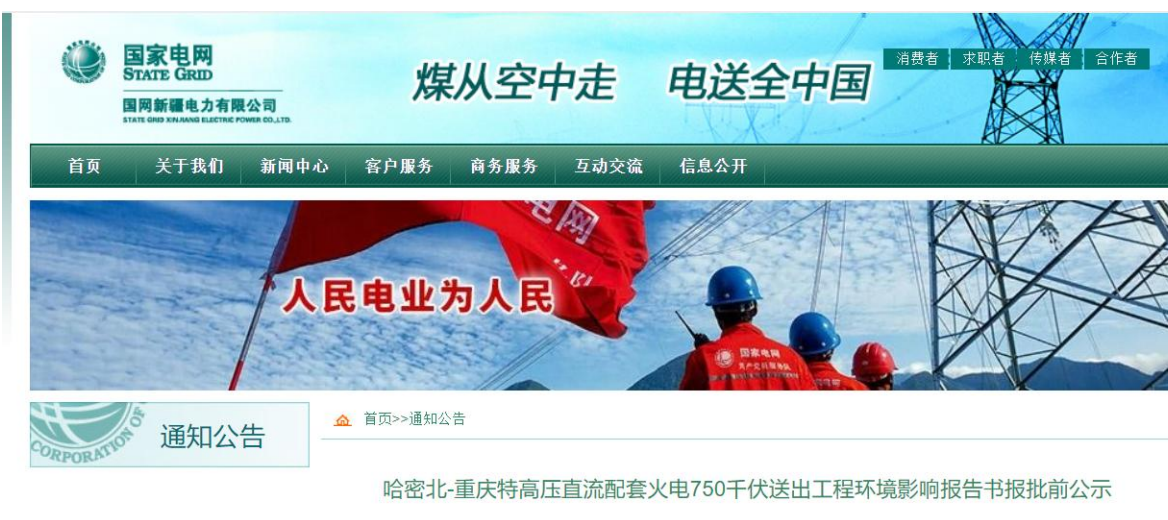 国家电网
STATE GRID
国网新疆电力有限公司
STATE GRID XINJIANG ELECTRIC POWER CO.,LTD.
煤从空中走 电送全中国
消费者 求职者 传媒者 合作者
首页 关于我们 新闻中心 客户服务 商务服务 互动交流 信息公开
电网
人民电业为人民
国家电网
CORPORATION OF
通知公告
首页>>通知公告
哈密北-重庆特高压直流配套火电750千伏送出工程环境影响报告书报批前公示